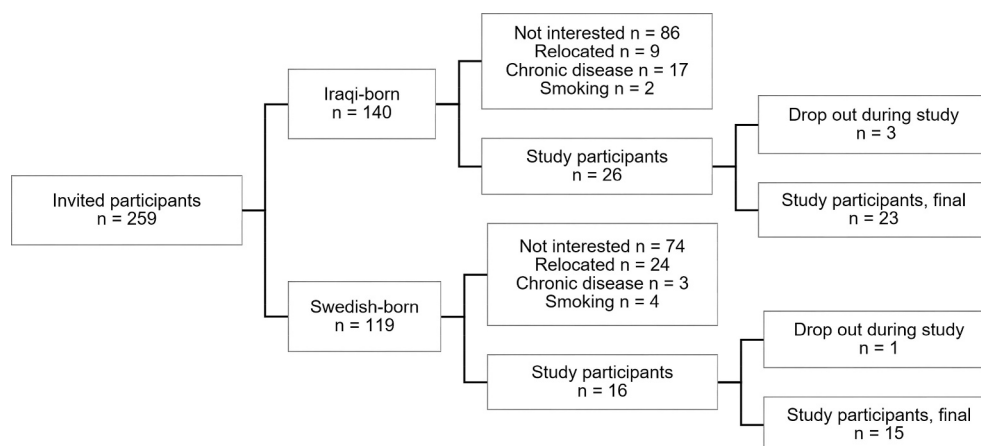 Invited participants
n = 259
Iraqi-born
n = 140
Not interested n = 86
Relocated n = 9
Chronic disease n = 17
Smoking n = 2
Study participants
n = 26
Drop out during study
n = 3
Study participants, final
n = 23
Swedish-born
n = 119
Not interested n = 74
Relocated n = 24
Chronic disease n = 3
Smoking n = 4
Study participants
n = 16
Drop out during study
n = 1
Study participants, final
n = 15